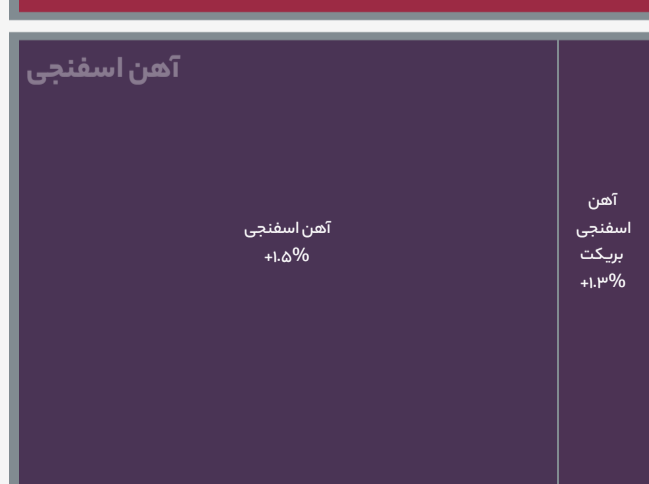 آهن اسفنجی
آهن اسفنجی
+۱.۵%
آهن
اسفنجی
بریکت
+۱.۳%